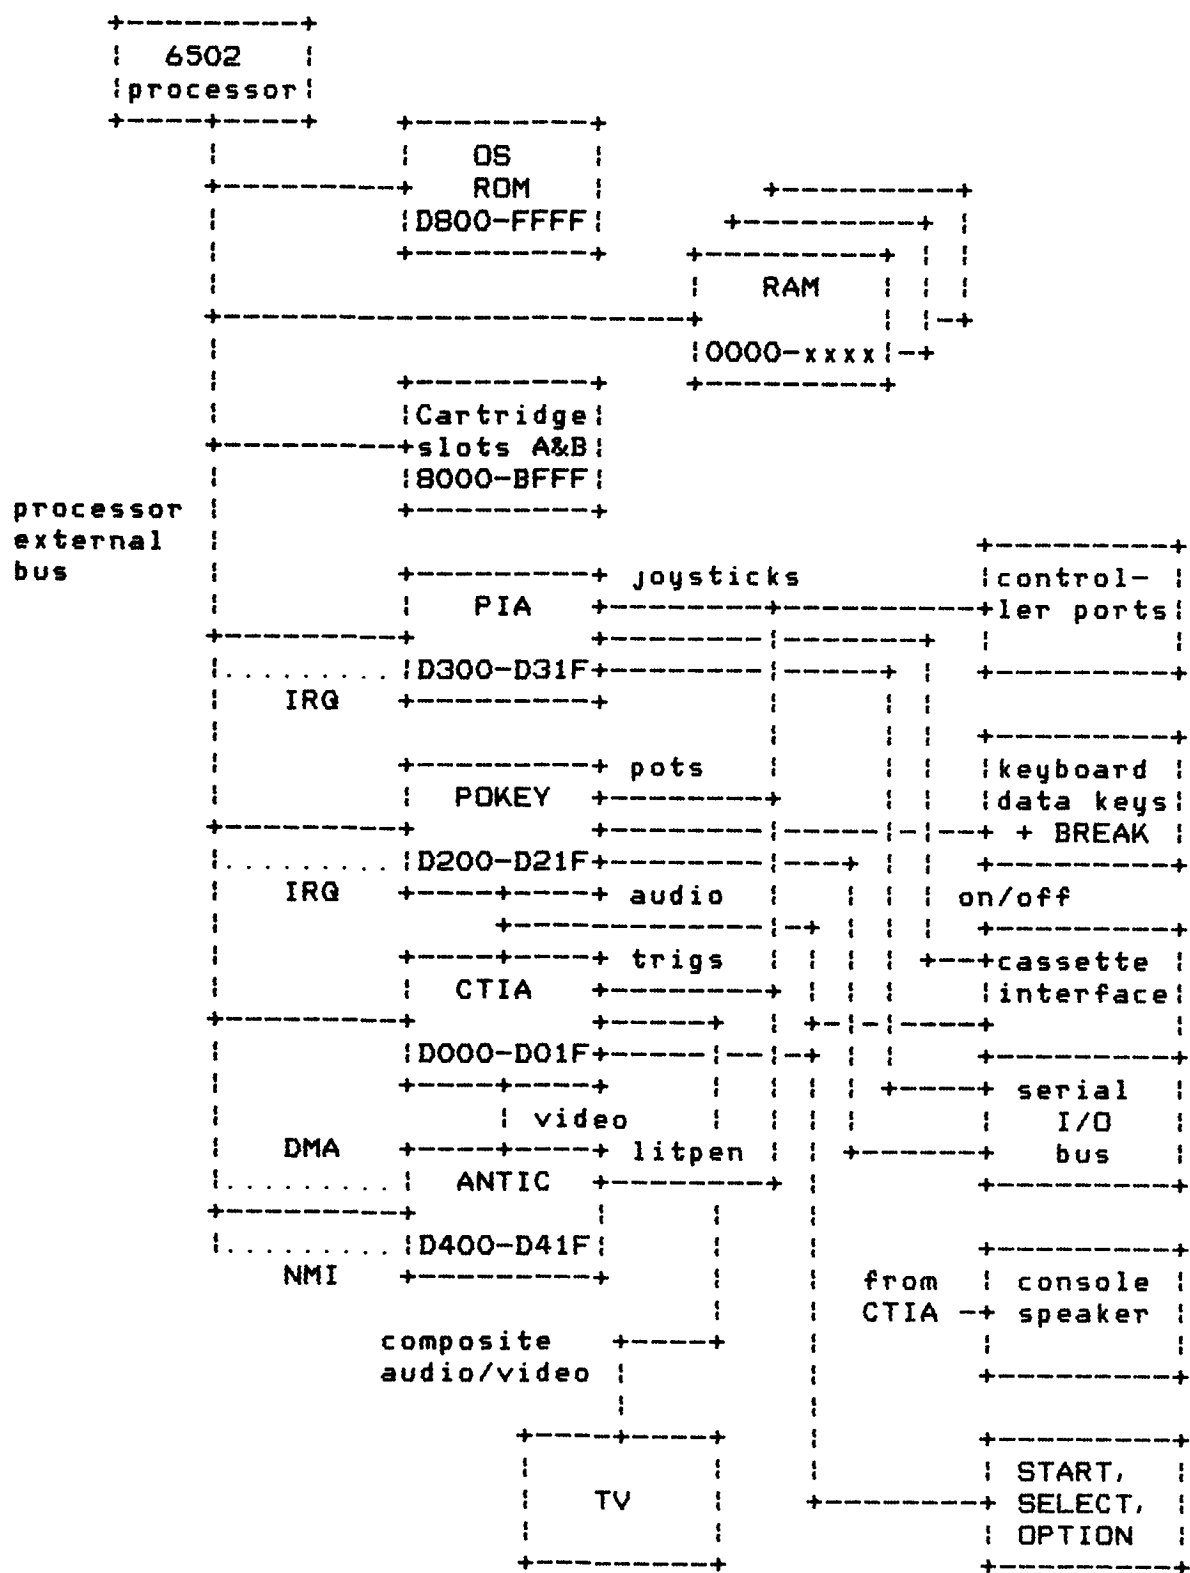 6502
processor
OS
ROM
D800-FFFF
RAM
0000-xxxx
Cartridge
slots A&B
8000-BFFF
processor
external
bus
joysticks
PIA
D300-D31F
IRQ
control-
ler ports
pots
POKEY
D200-D21F
IRQ
audio
keyboard
data keys
+ BREAK
on/off
trigs
CTIA
D000-D01F
cassette
interface
video
serial
I/O
bus
DMA
litpen
ANTIC
D400-D41F
NMI
from
CTIA
console
speaker
composite
audio/video
TV
START,
SELECT,
OPTION